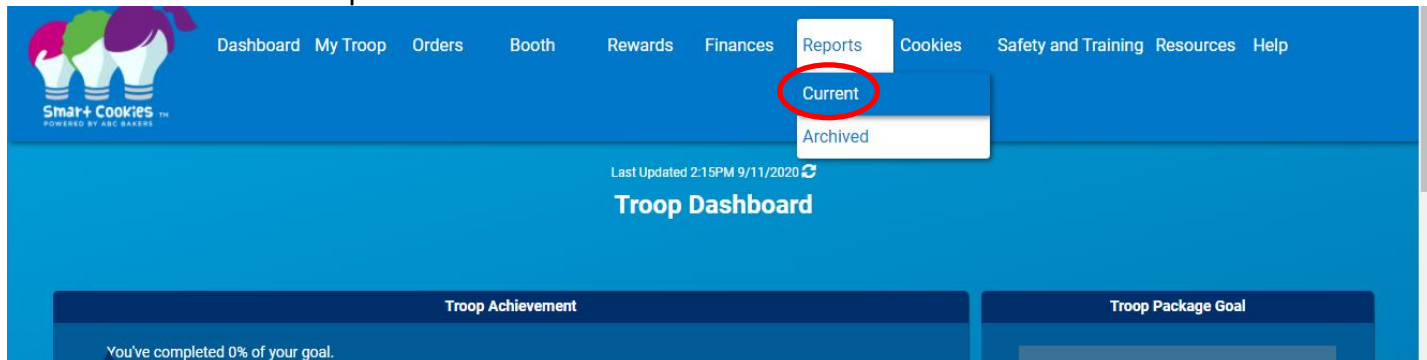 Dashboard My Troop Orders Booth Rewards Finances Reports Cookies Safety and Training Resources Help
Smart Cookies TM
POWERED BY ABC BAKERS
Current
Archived
Last Updated 2:15PM 9/11/2020
Troop Dashboard
Troop Achievement
Troop Package Goal
You've completed 0% of your goal.